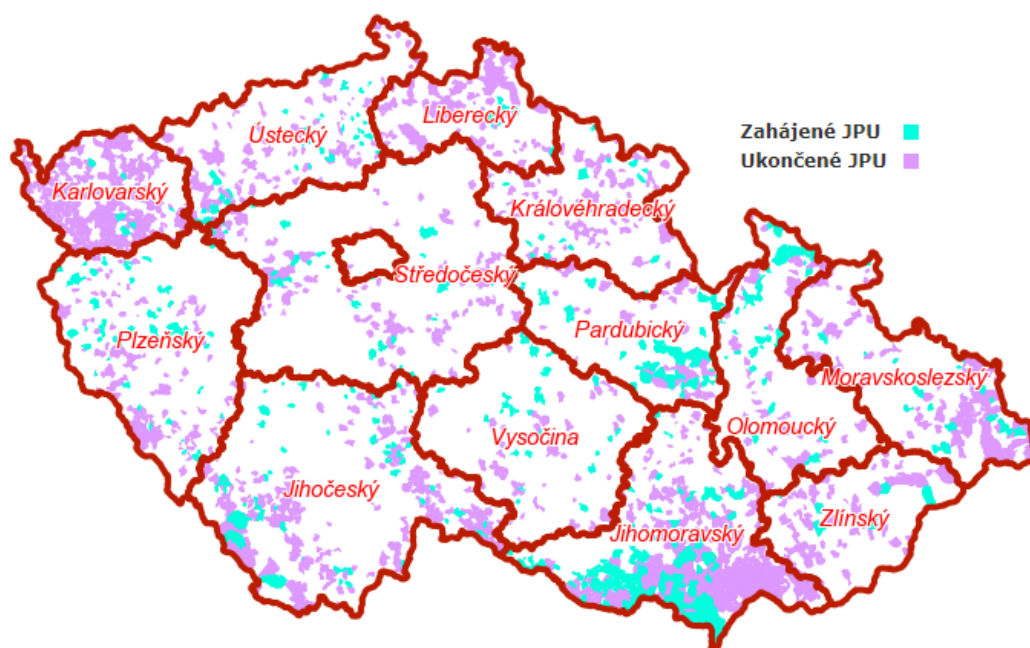 Zahájené JPU
Ukončené JPU
Liberecký
Ústecký
Karlovarský
Královéhradecký
Středočeský
Pardubický
Plzeňský
Moravskoslezský
Olomoucký
Vysočina
Jihočeský
Zlínský
Jihomoravský